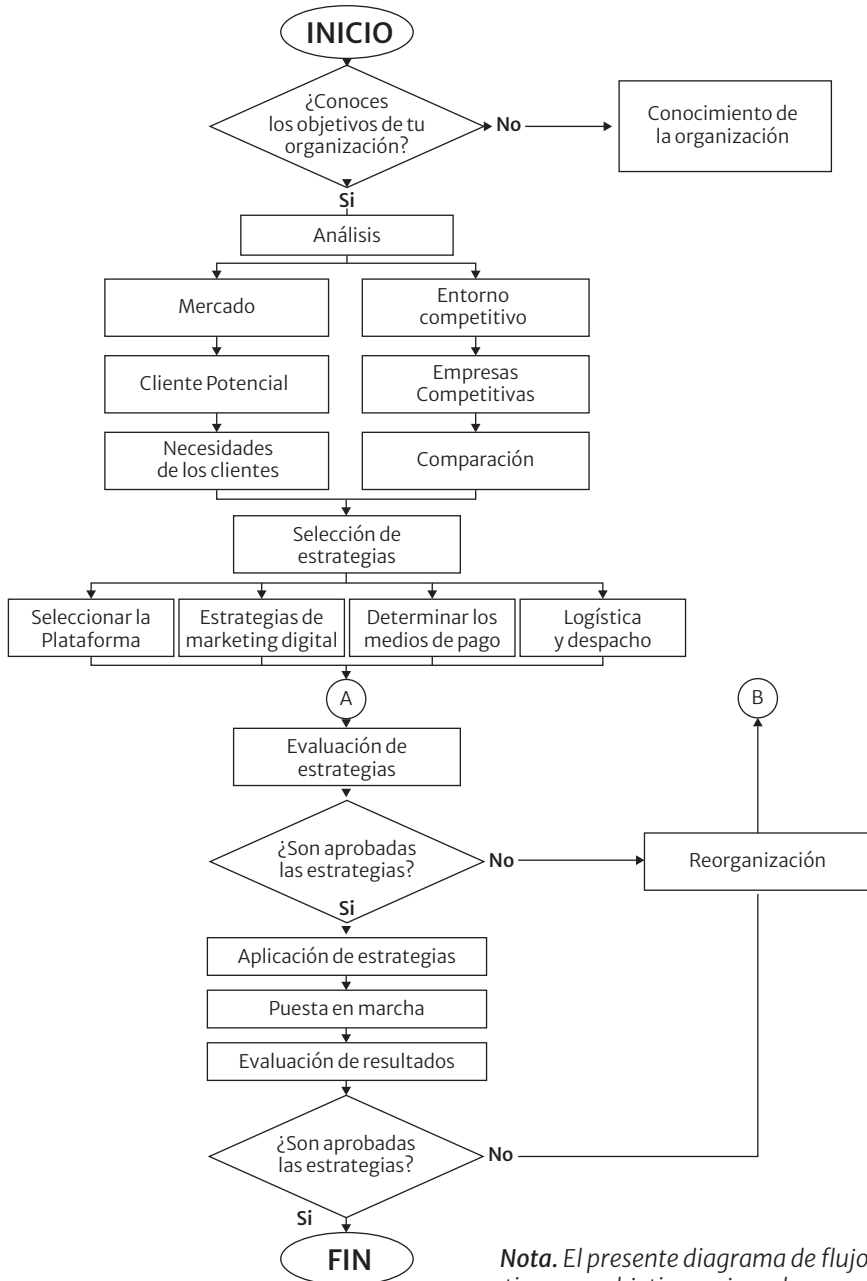 INICIO
¿Conoces
los objetivos de tu
organización?
No
Conocimiento de
la organización
Si
Análisis
Mercado
Entorno
competitivo
Cliente Potencial
Empresas
Competitivas
Necesidades
de los clientes
Comparación
Selección de
estrategias
Seleccionar la
Plataforma
Estrategias de
marketing digital
Determinar los
medios de pago
Logística
y despacho
A
B
Evaluación de
estrategias
¿Son aprobadas
las estrategias?
No
Reorganización
Si
Aplicación de estrategias
Puesta en marcha
Evaluación de resultados
¿Son aprobadas
las estrategias?
No
Si
FIN
Nota. El presente diagrama de flujo